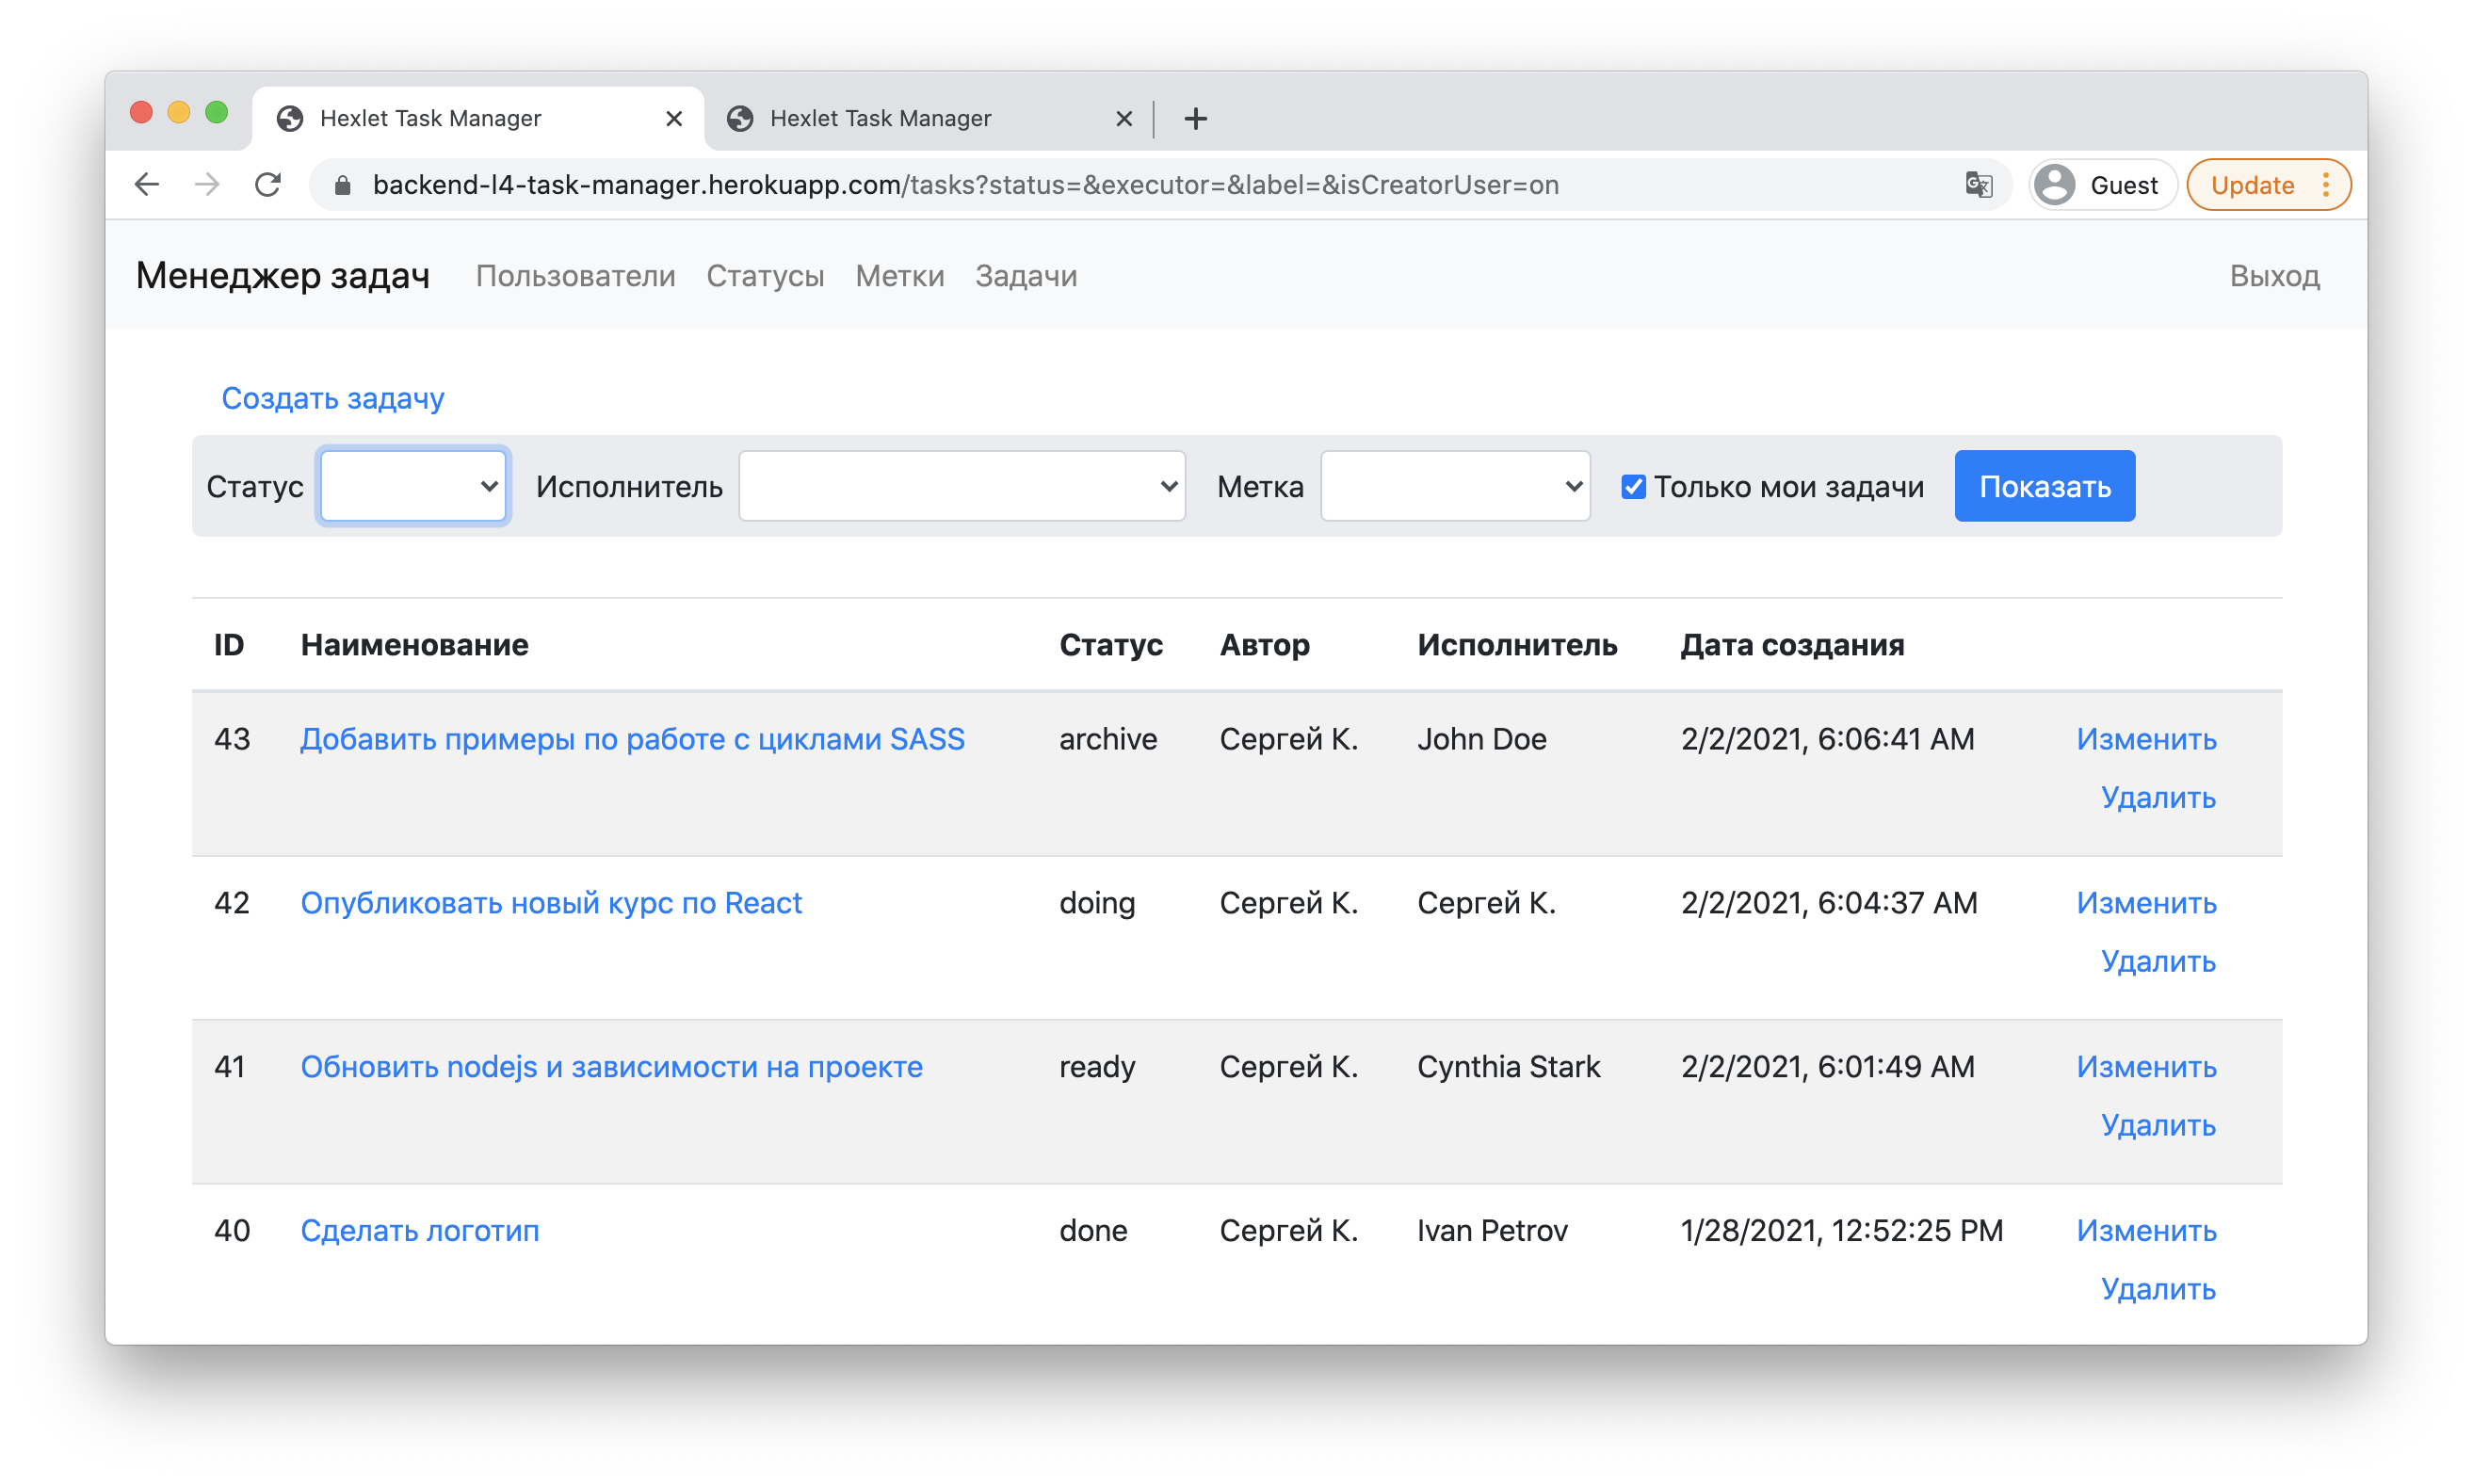 Hexlet Task Manager Hexlet Task Manager
backend-l4-task-manager.herokuapp.com/tasks?status=&executor=&label=&isCreatorUser=on Guest Update
Менеджер задач Пользователи Статусы Метки Задачи Выход
Создать задачу
Статус Исполнитель Метка Только мои задачи Показать
ID Наименование Статус Автор Исполнитель Дата создания
43 Добавить примеры по работе с циклами SASS archive Сергей К. John Doe 2/2/2021, 6:06:41 AM Изменить
Удалить
42 Опубликовать новый курс по React doing Сергей К. Сергей К. 2/2/2021, 6:04:37 AM Изменить
Удалить
41 Обновить nodejs и зависимости на проекте ready Сергей К. Cynthia Stark 2/2/2021, 6:01:49 AM Изменить
Удалить
40 Сделать логотип done Сергей К. Ivan Petrov 1/28/2021, 12:52:25 PM Изменить
Удалить